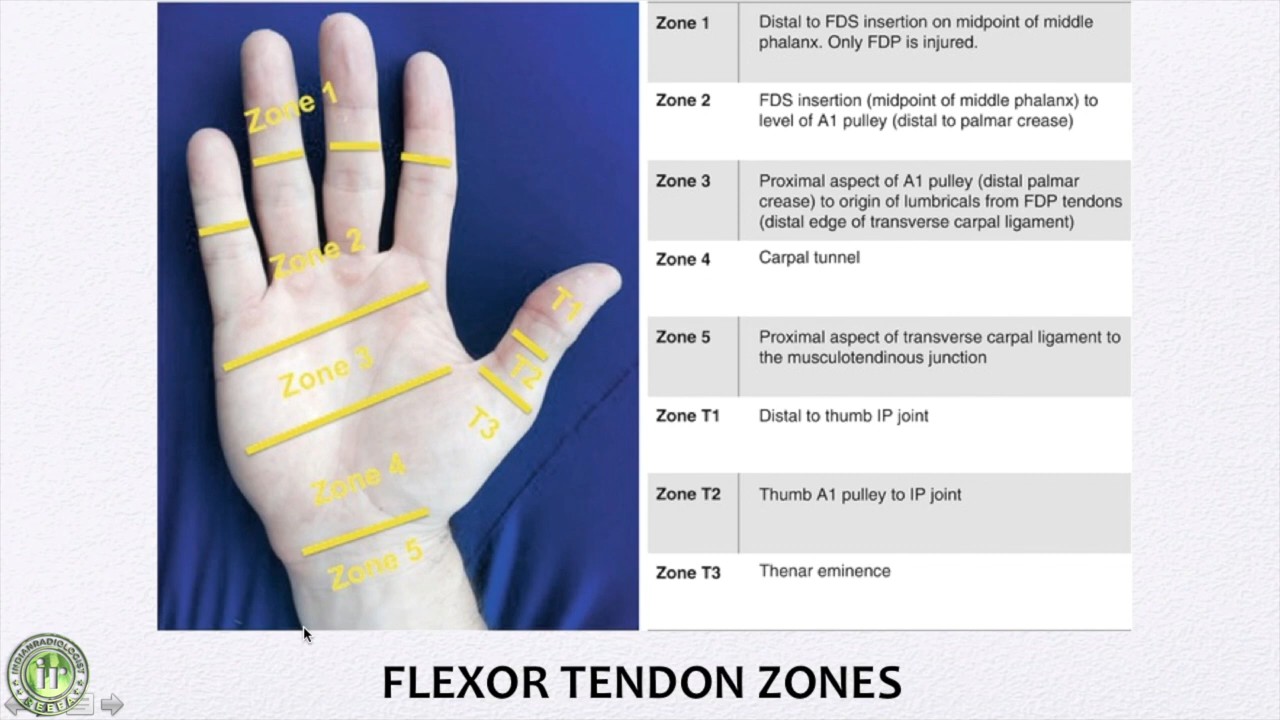 Zone 1
Zone 2
Zone 3
Zone 4
Zone 5
T1
T2
T3
Zone 1
Distal to FDS insertion on midpoint of middle
phalanx. Only FDP is injured.
Zone 2
FDS insertion (midpoint of middle phalanx) to
level of A1 pulley (distal to palmar crease)
Zone 3
Proximal aspect of A1 pulley (distal palmar
crease) to origin of lumbricals from FDP tendons
(distal edge of transverse carpal ligament)
Zone 4
Carpal tunnel
Zone 5
Proximal aspect of transverse carpal ligament to
the musculotendinous junction
Zone T1
Distal to thumb IP joint
Zone T2
Thumb A1 pulley to IP joint
Zone T3
Thenar eminence
INDIANRADIOLOGIST
ir
FLEXOR TENDON ZONES